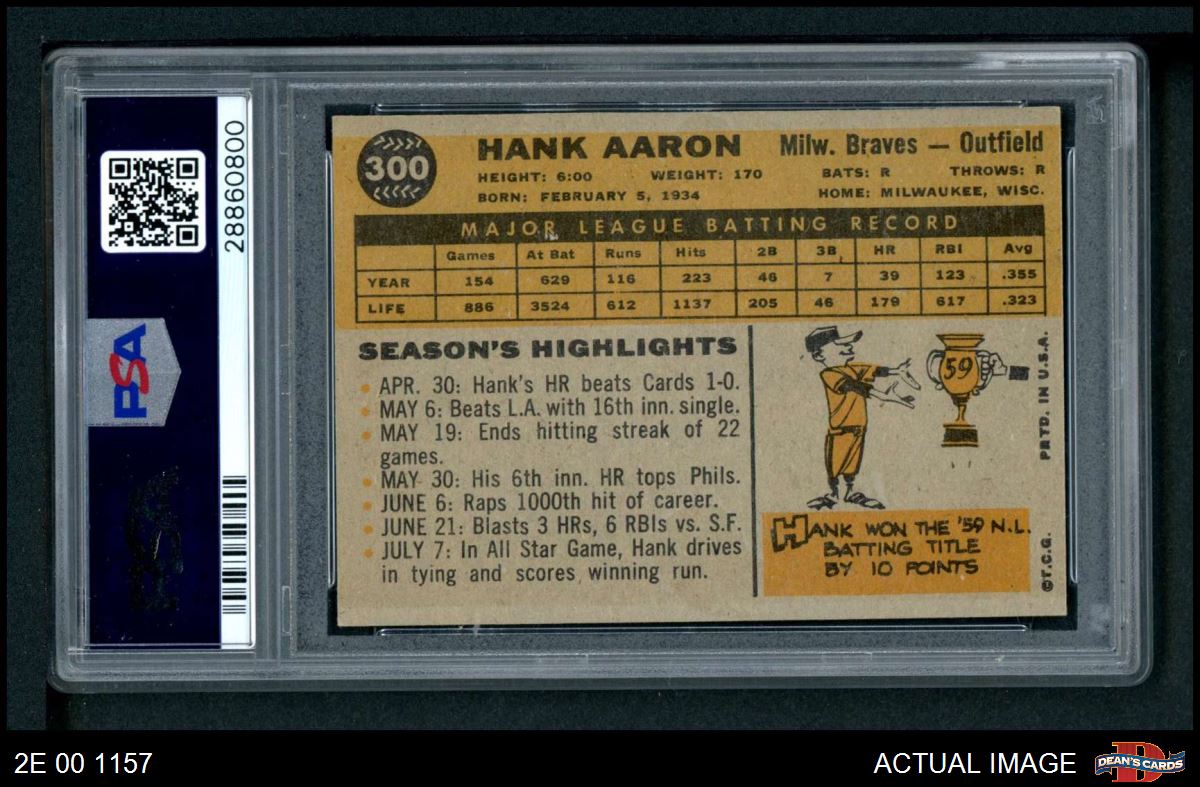 PSA
28860800
300
HANK AARON Milw. Braves — Outfield
HEIGHT: 6:00 WEIGHT: 170 BATS: R THROWS: R
BORN: FEBRUARY 5, 1934 HOME: MILWAUKEE, WISC.
MAJOR LEAGUE BATTING RECORD
Games At Bat Runs Hits 2B 3B HR RBI Avg
YEAR 154 629 116 223 46 7 39 123 .355
LIFE 886 3524 612 1137 205 46 179 617 .323
SEASON'S HIGHLIGHTS
APR. 30: Hank's HR beats Cards 1-0.
MAY 6: Beats L.A. with 16th inn. single.
MAY 19: Ends hitting streak of 22
games.
MAY 30: His 6th inn. HR tops Phils.
JUNE 6: Raps 1000th hit of career.
JUNE 21: Blasts 3 HRs, 6 RBIs vs. S.F.
JULY 7: In All Star Game, Hank drives
in tying and scores winning run.
59
HANK WON THE '59 N.L.
BATTING TITLE
BY 10 POINTS
©T.C.G. PRTD. IN U.S.A.
2E 00 1157
ACTUAL IMAGE
DEAN'S CARDS